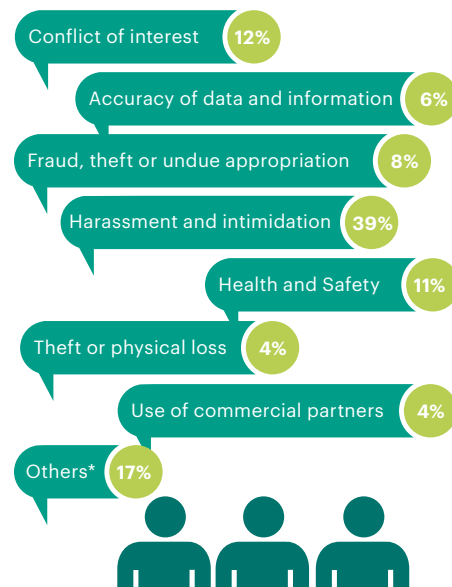 Conflict of interest 12%
Accuracy of data and information 6%
Fraud, theft or undue appropriation 8%
Harassment and intimidation 39%
Health and Safety 11%
Theft or physical loss 4%
Use of commercial partners 4%
Others* 17%